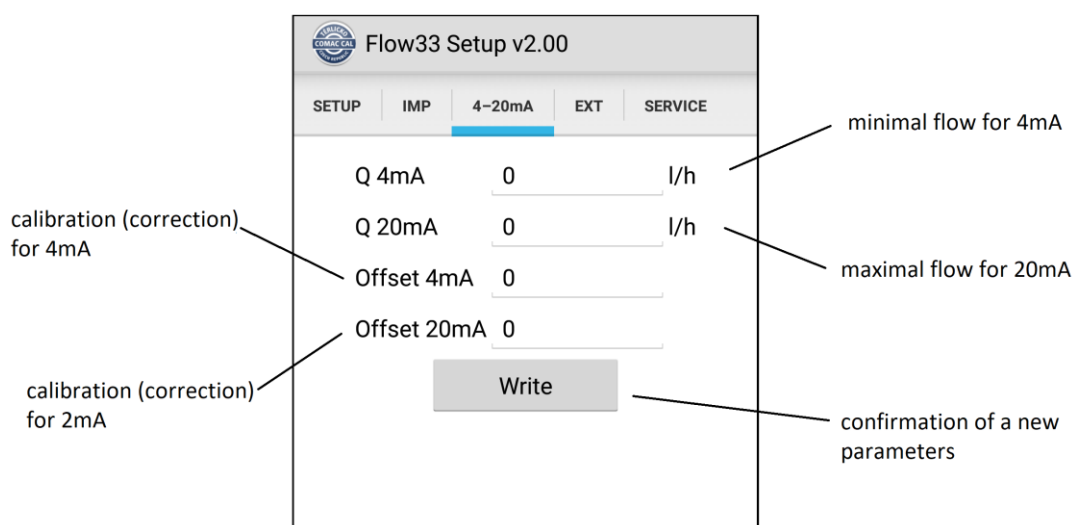 COMAC CAL
Flow33 Setup v2.00
SETUP IMP 4-20mA EXT SERVICE
minimal flow for 4mA
Q 4mA 0 l/h
calibration (correction)
for 4mA
Q 20mA 0 l/h
maximal flow for 20mA
Offset 4mA 0
Offset 20mA 0
calibration (correction)
for 2mA
Write
confirmation of a new
parameters